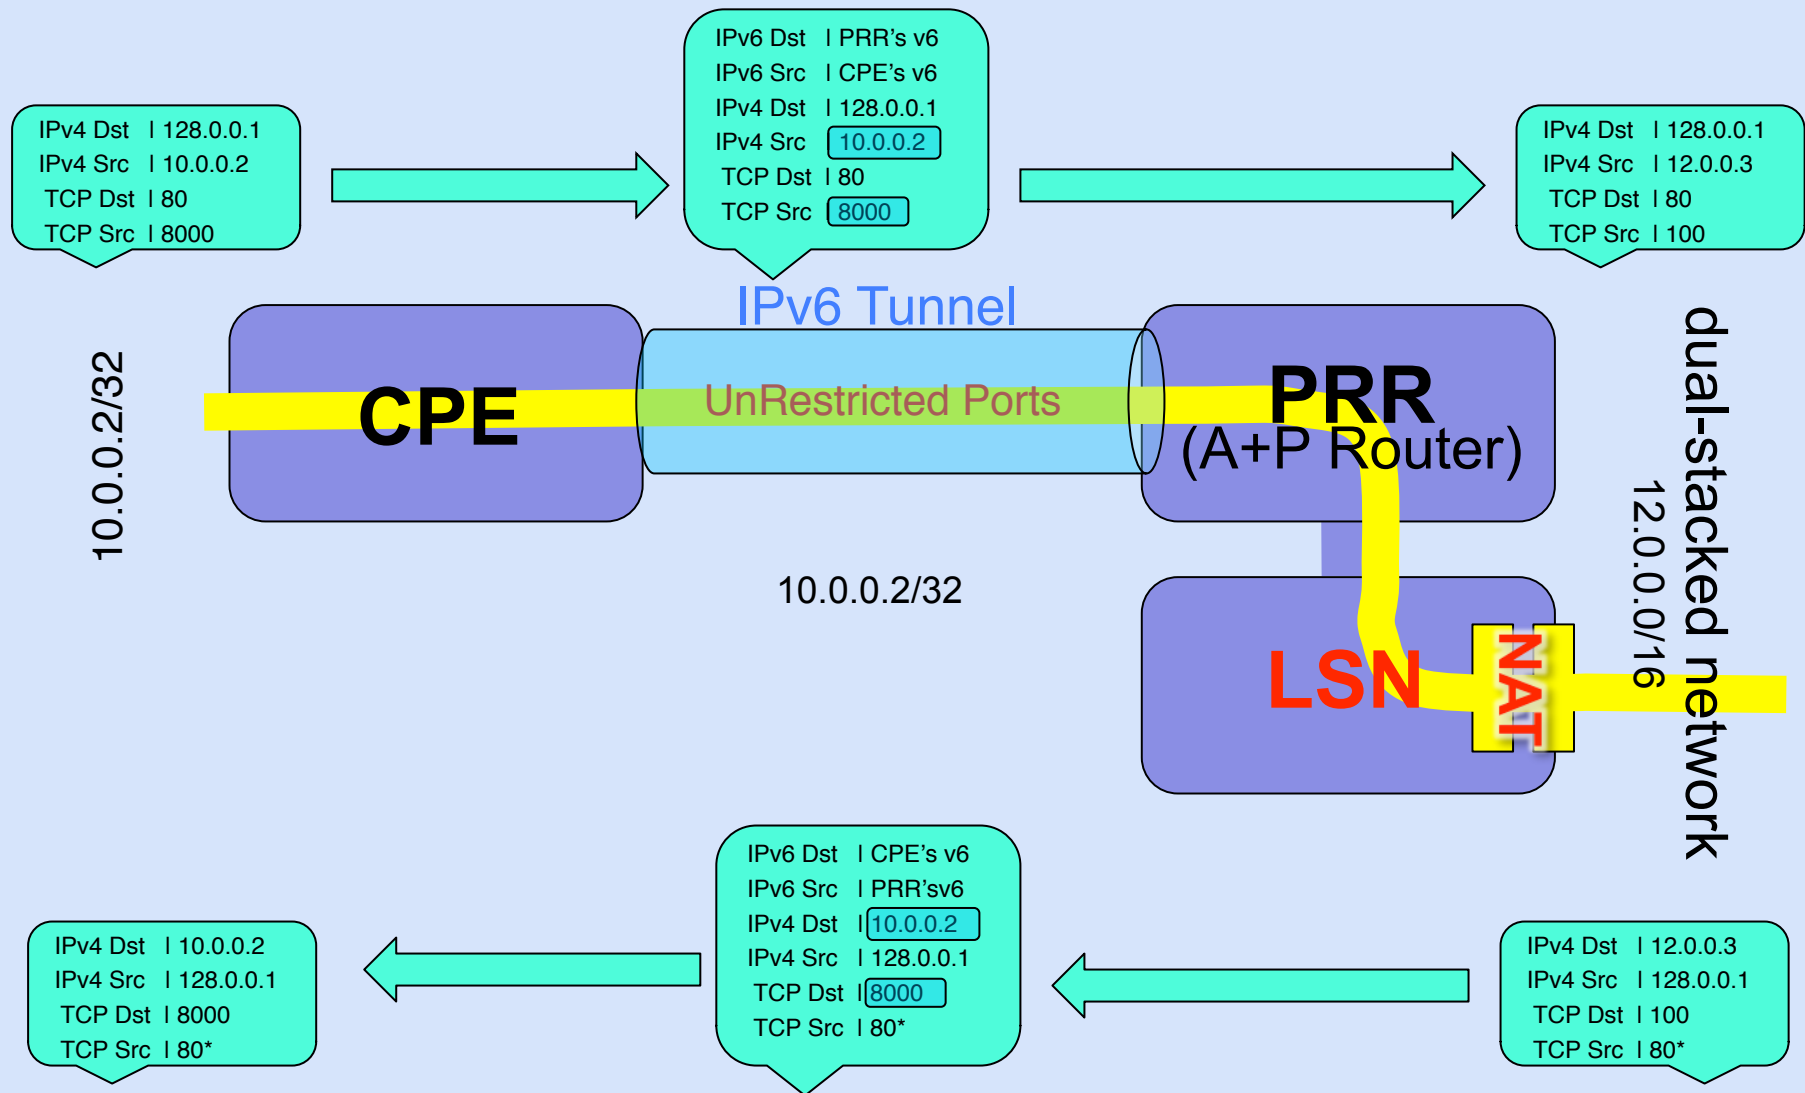 IPv6 Dst | PRR's v6
IPv6 Src | CPE's v6
IPv4 Dst | 128.0.0.1
IPv4 Src 10.0.0.2
TCP Dst | 80
TCP Src | 8000
IPv4 Dst | 128.0.0.1
IPv4 Src | 10.0.0.2
TCP Dst | 80
TCP Src | 8000
IPv4 Dst | 128.0.0.1
IPv4 Src | 12.0.0.3
TCP Dst | 80
TCP Src | 100
IPv6 Tunnel
10.0.0.2/32
CPE
UnRestricted Ports
PRR
(A+P Router)
dual-stacked network
12.0.0.0/16
10.0.0.2/32
LSN
NAT
IPv6 Dst | CPE's v6
IPv6 Src | PRR'sv6
IPv4 Dst | 10.0.0.2
IPv4 Src | 128.0.0.1
TCP Dst | 8000
TCP Src | 80*
IPv4 Dst | 10.0.0.2
IPv4 Src | 128.0.0.1
TCP Dst | 8000
TCP Src | 80*
IPv4 Dst | 12.0.0.3
IPv4 Src | 128.0.0.1
TCP Dst | 100
TCP Src | 80*